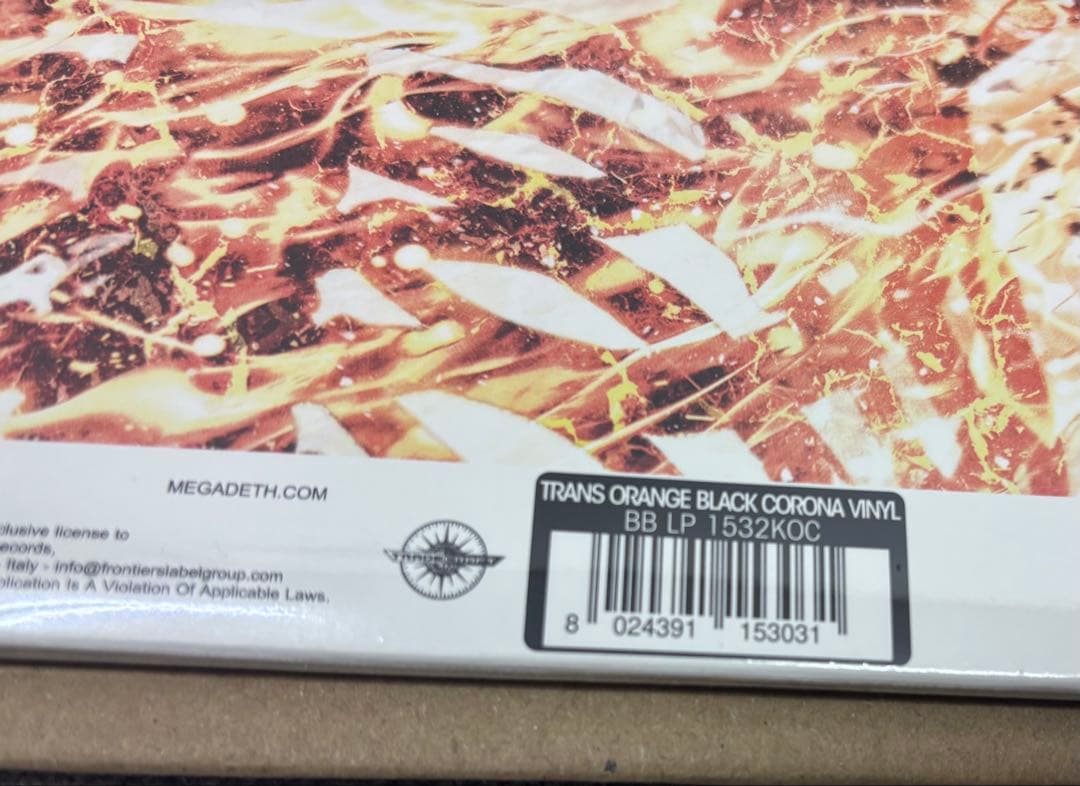 MEGADETH.COM
clusive license to
ecords,
Italy - info@frontierslabelgroup.com
plication Is A Violation Of Applicable Laws.
TRANS ORANGE BLACK CORONA VINYL
BB LP 1532KOC
8 024391 153031